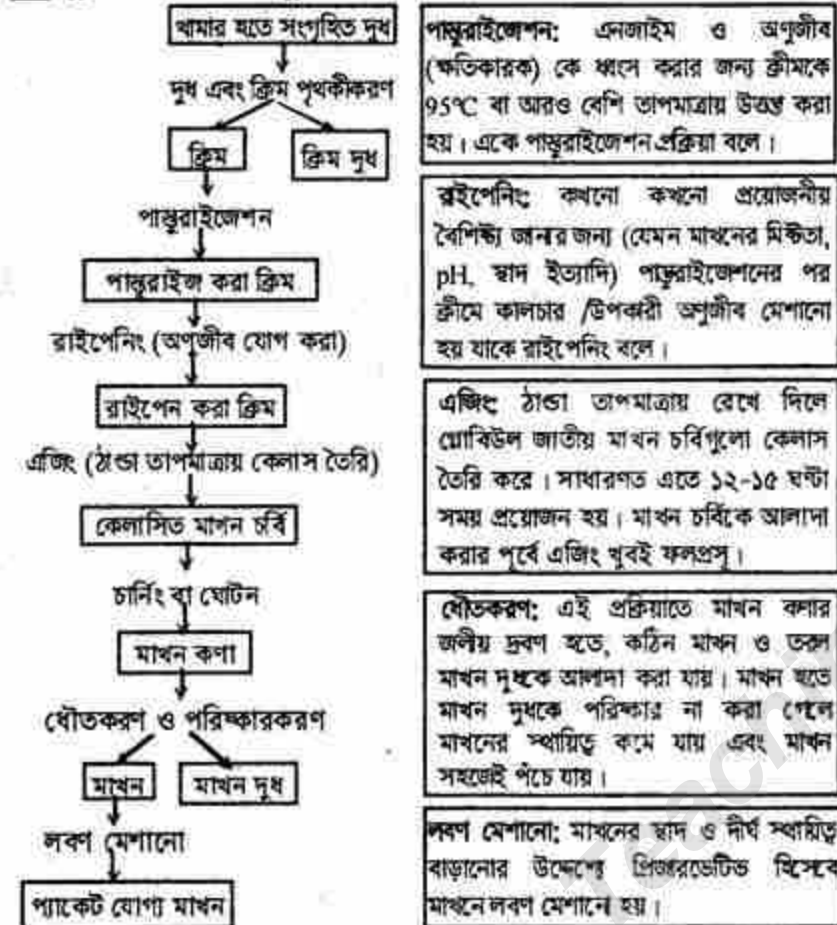 খামার হতে সংগৃহিত দুধ
দুধ এবং ক্রিম পৃথকীকরণ
ক্রিম
ক্রিম দুধ
পাস্তুরাইজেশন
পাস্তুরাইজ করা ক্রিম
রাইপেনিং (অণুজীব যোগ করা)
রাইপেন করা ক্রিম
এজিং (ঠান্ডা তাপমাত্রায় কেলাস তৈরি)
কেলাসিত মাখন চর্বি
চার্নিং বা ঘোটন
মাখন কণা
ধৌতকরণ ও পরিষ্কারকরণ
মাখন
মাখন দুধ
লবণ মেশানো
প্যাকেট যোগ্য মাখন
পাস্তুরাইজেশন: এনজাইম ও অণুজীব
(ক্ষতিকারক) কে ধ্বংস করার জন্য ক্রীমকে
95°C বা আরও বেশি তাপমাত্রায় উত্তপ্ত করা
হয়। একে পাস্তুরাইজেশন প্রক্রিয়া বলে।
রাইপেনিং: কখনো কখনো প্রয়োজনীয়
বৈশিষ্ট্য আনার জন্য (যেমন মাখনের মিষ্টতা,
pH, স্বাদ ইত্যাদি) পাস্তুরাইজেশনের পর
ক্রীমে কালচার /উপকারী অণুজীব মেশানো
হয় যাকে রাইপেনিং বলে।
এজিং: ঠান্ডা তাপমাত্রায় রেখে দিলে
গ্লোবিউল জাতীয় মাখন চর্বিগুলো কেলাস
তৈরি করে। সাধারণত এতে ১২-১৫ ঘন্টা
সময় প্রয়োজন হয়। মাখন চর্বিকে আলাদা
করার পূর্বে এজিং খুবই ফলপ্রসূ।
ধৌতকরণ: এই প্রক্রিয়াতে মাখন কণার
জলীয় দ্রবণ হতে, কঠিন মাখন ও তরল
মাখন দুধকে আলাদা করা যায়। মাখন হতে
মাখন দুধকে পরিষ্কার না করা গেলে
মাখনের স্থায়িত্ব কমে যায় এবং মাখন
সহজেই পঁচে যায়।
লবণ মেশানো: মাখনের স্বাদ ও দীর্ঘ স্থায়িত্ব
বাড়ানোর উদ্দেশ্যে প্রিজারভেটিভ হিসেবে
মাখনে লবণ মেশানো হয়।